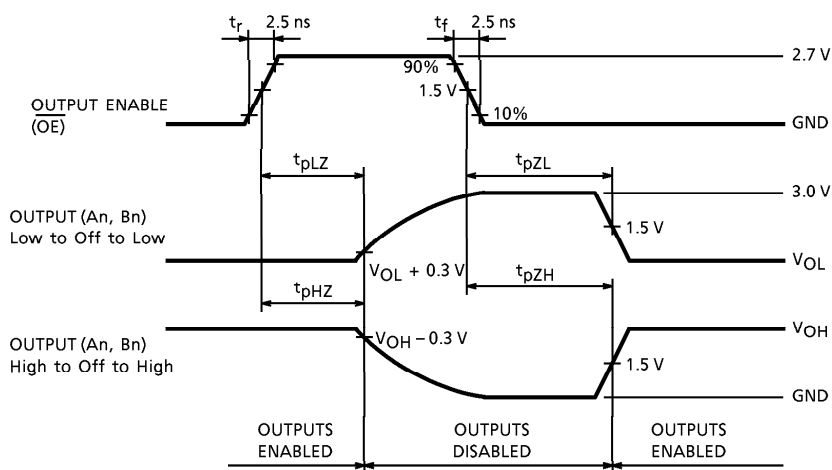 tr 2.5 ns tf 2.5 ns
2.7 V
90%
1.5 V
10%
OUTPUT ENABLE
(OE)
GND
tpLZ tpZL
3.0 V
OUTPUT (An, Bn)
Low to Off to Low
1.5 V
VOL + 0.3 V
VOL
tpHZ tpZH
VOH
VOH − 0.3 V
OUTPUT (An, Bn)
High to Off to High
1.5 V
GND
OUTPUTS ENABLED
OUTPUTS DISABLED
OUTPUTS ENABLED